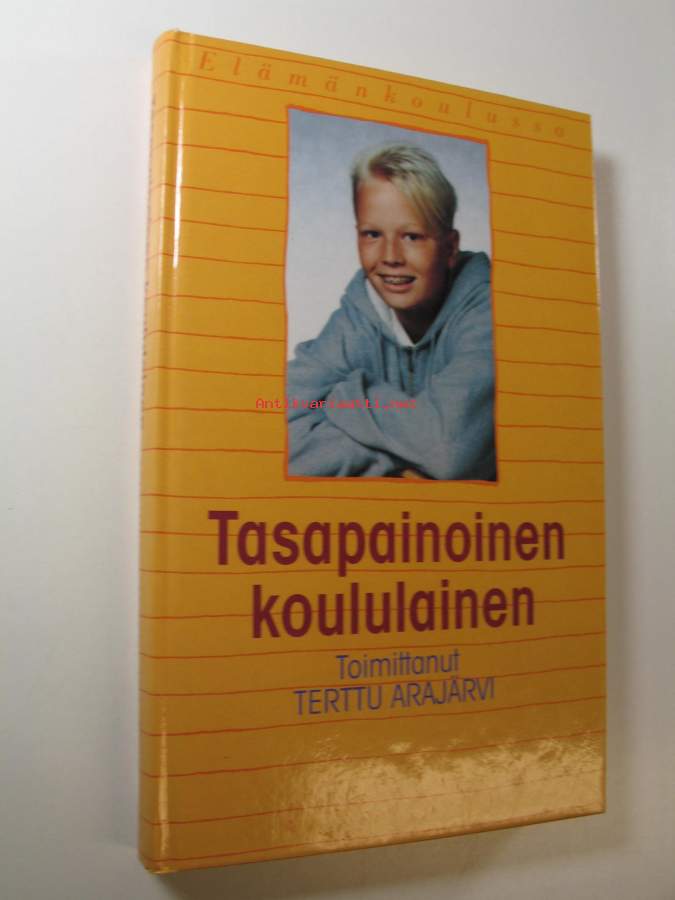 Elämänkoulussa
Antikvariaatti.net
Tasapainoinen
koululainen
Toimittanut
TERTTU ARAJÄRVI